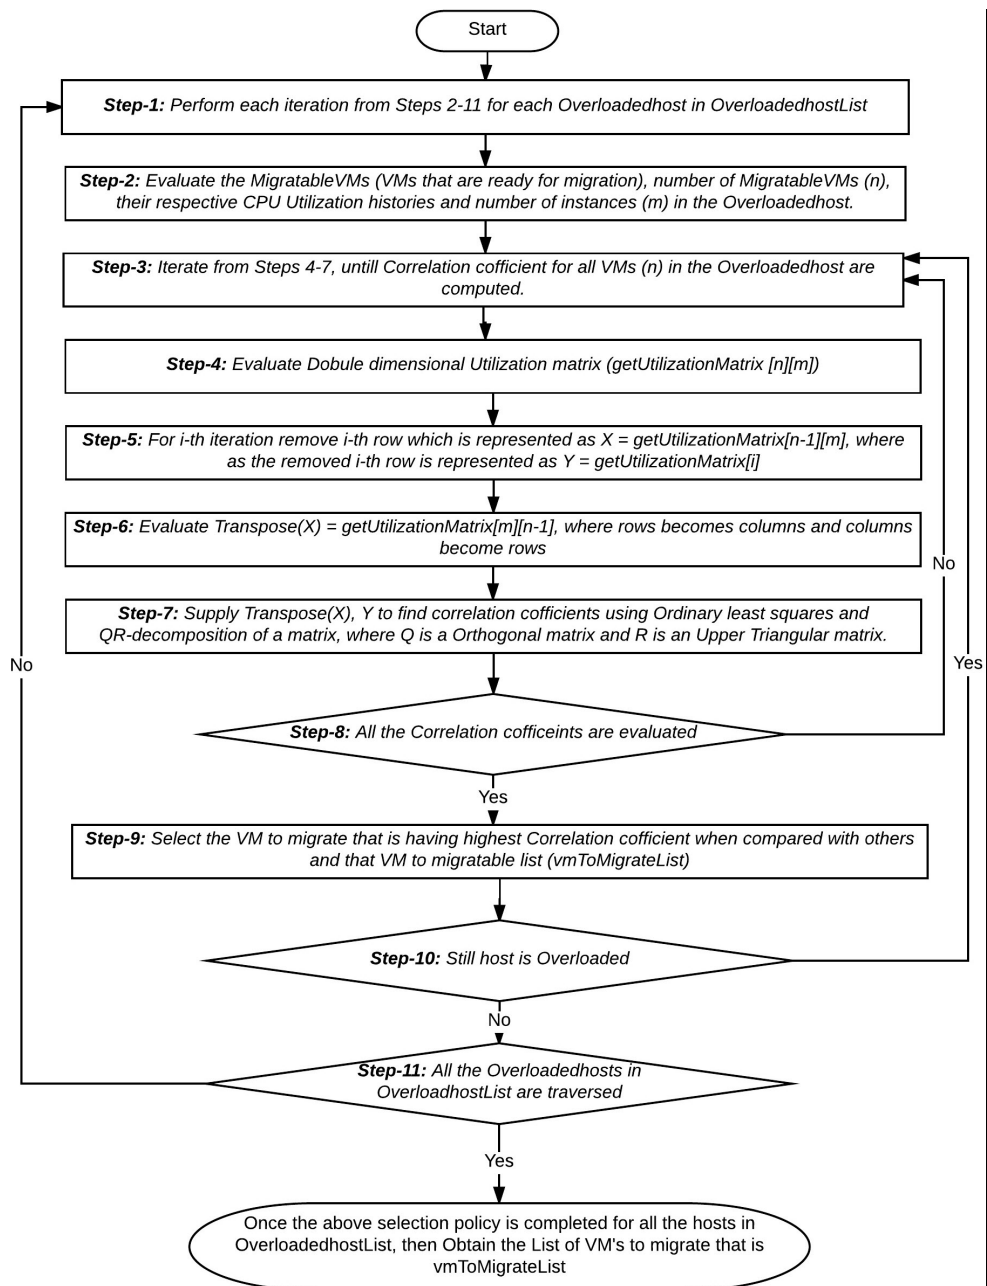 Start
Step-1: Perform each iteration from Steps 2-11 for each Overloadedhost in OverloadedhostList
Step-2: Evaluate the MigratableVMs (VMs that are ready for migration), number of MigratableVMs (n),
their respective CPU Utilization histories and number of instances (m) in the Overloadedhost.
Step-3: Iterate from Steps 4-7, untill Correlation cofficient for all VMs (n) in the Overloadedhost are
computed.
Step-4: Evaluate Dobule dimensional Utilization matrix (getUtilizationMatrix [n][m])
Step-5: For i-th iteration remove i-th row which is represented as X = getUtilizationMatrix[n-1][m], where
as the removed i-th row is represented as Y = getUtilizationMatrix[i]
Step-6: Evaluate Transpose(X) = getUtilizationMatrix[m][n-1], where rows becomes columns and columns
become rows
No
Step-7: Supply Transpose(X), Y to find correlation cofficients using Ordinary least squares and
QR-decomposition of a matrix, where Q is a Orthogonal matrix and R is an Upper Triangular matrix.
No
Yes
Step-8: All the Correlation cofficeints are evaluated
Yes
Step-9: Select the VM to migrate that is having highest Correlation cofficient when compared with others
and that VM to migratable list (vmToMigrateList)
Step-10: Still host is Overloaded
No
Step-11: All the Overloadedhosts in
OverloadhostList are traversed
Yes
Once the above selection policy is completed for all the hosts in
OverloadedhostList, then Obtain the List of VM's to migrate that is
vmToMigrateList